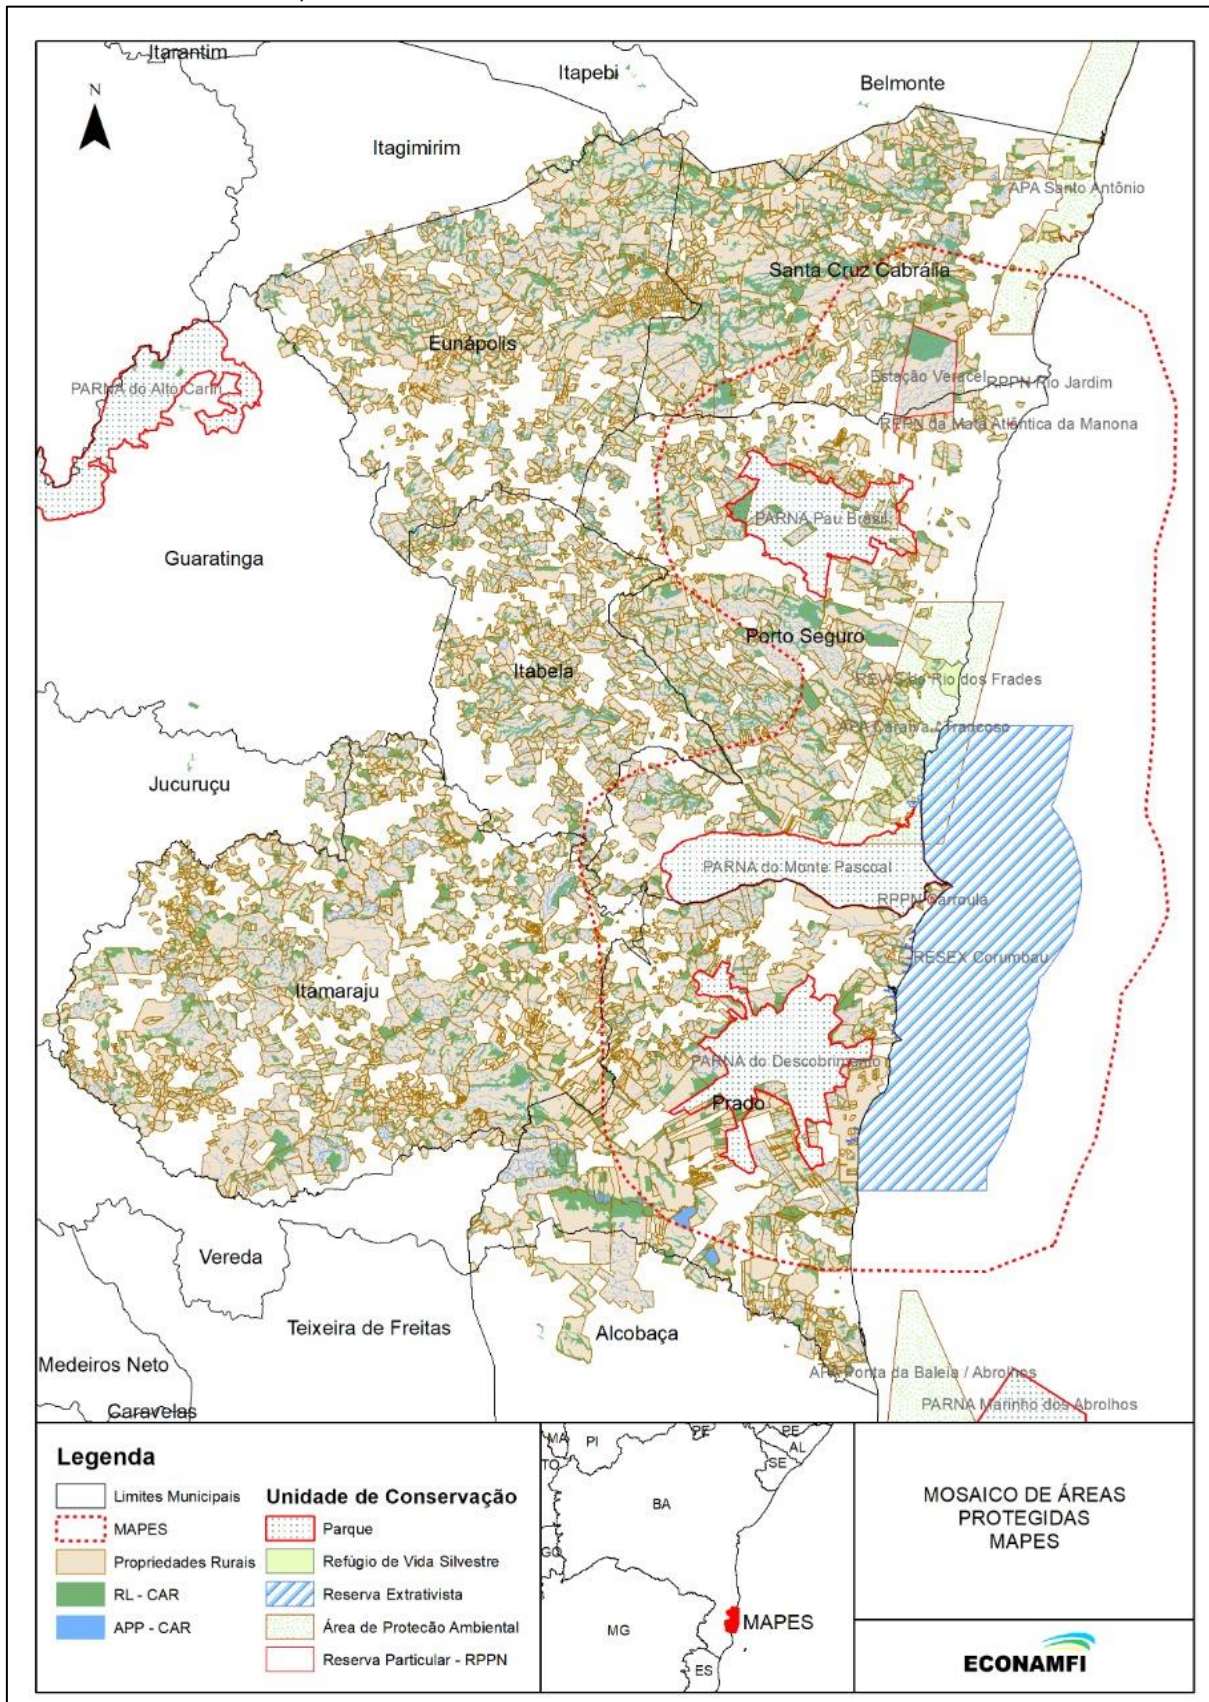 Itarantim
Itapebi
Belmonte
N
Itagimirim
APA Santo Antônio
Santa Cruz Cabrália
Eunápolis
Estação Veracel
RPPN Rio Jardim
PARNA do Alto Cariri
RPPN da Mata Atlântica da Manona
PARNA Pau Brasil
Guaratinga
Porto Seguro
Itabela
REVIS do Rio dos Frades
APA Caraíva / Trancoso
Jucuruçu
PARNA do Monte Pascoal
RPPN Carroula
RESEX Corumbau
Itamaraju
PARNA do Descobrimento
Prado
Vereda
Teixeira de Freitas
Alcobaça
Medeiros Neto
APA Ponta da Baleia / Abrolhos
Caravelas
PARNA Marinho dos Abrolhos
Legenda
Limites Municipais
MAPES
Propriedades Rurais
RL - CAR
APP - CAR
Unidade de Conservação
Parque
Refúgio de Vida Silvestre
Reserva Extrativista
Área de Proteção Ambiental
Reserva Particular - RPPN
MA
PI
PE
PE
AL
TO
SE
BA
GO
MG
MAPES
ES
MOSAICO DE ÁREAS
PROTEGIDAS
MAPES
ECONAMFI